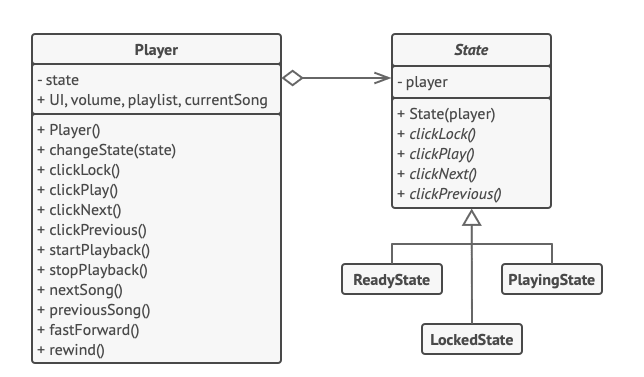 Player
- state
+ UI, volume, playlist, currentSong
+ Player()
+ changeState(state)
+ clickLock()
+ clickPlay()
+ clickNext()
+ clickPrevious()
+ startPlayback()
+ stopPlayback()
+ nextSong()
+ previousSong()
+ fastForward()
+ rewind()
State
- player
+ State(player)
+ clickLock()
+ clickPlay()
+ clickNext()
+ clickPrevious()
ReadyState
PlayingState
LockedState